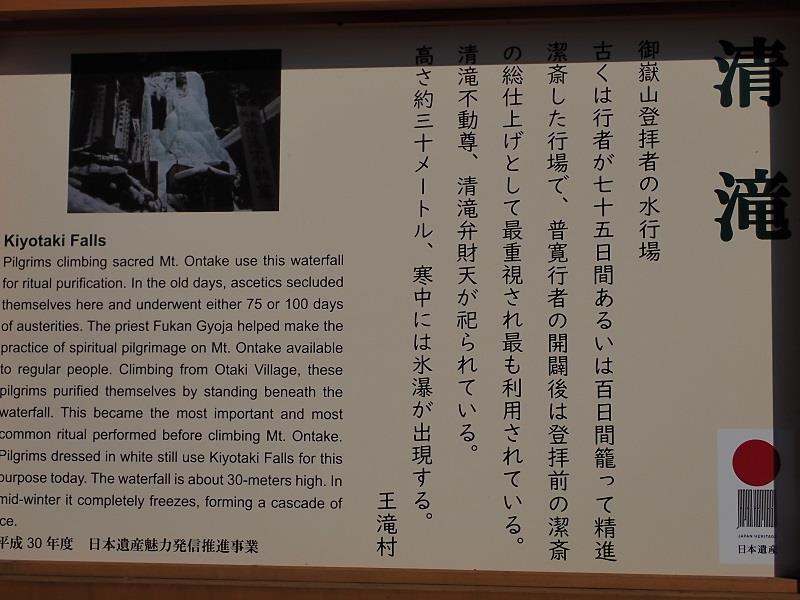 清滝
御嶽山登拝者の水行場
古くは行者が七十五日間あるいは百日間籠って精進
潔斎した行場で、普寛行者の開闢後は登拝前の潔斎
の総仕上げとして最重視され最も利用されている。
清滝不動尊、清滝弁財天が祀られている。
高さ約三十メートル、寒中には氷瀑が出現する。
王滝村
Kiyotaki Falls
Pilgrims climbing sacred Mt. Ontake use this waterfall
for ritual purification. In the old days, ascetics secluded
themselves here and underwent either 75 or 100 days
of austerities. The priest Fukan Gyoja helped make the
practice of spiritual pilgrimage on Mt. Ontake available
to regular people. Climbing from Otaki Village, these
pilgrims purified themselves by standing beneath the
waterfall. This became the most important and most
common ritual performed before climbing Mt. Ontake.
Pilgrims dressed in white still use Kiyotaki Falls for this
purpose today. The waterfall is about 30-meters high. In
mid-winter it completely freezes, forming a cascade of
ice.
平成30年度 日本遺産魅力発信推進事業
JAPAN HERITAGE
日本遺産